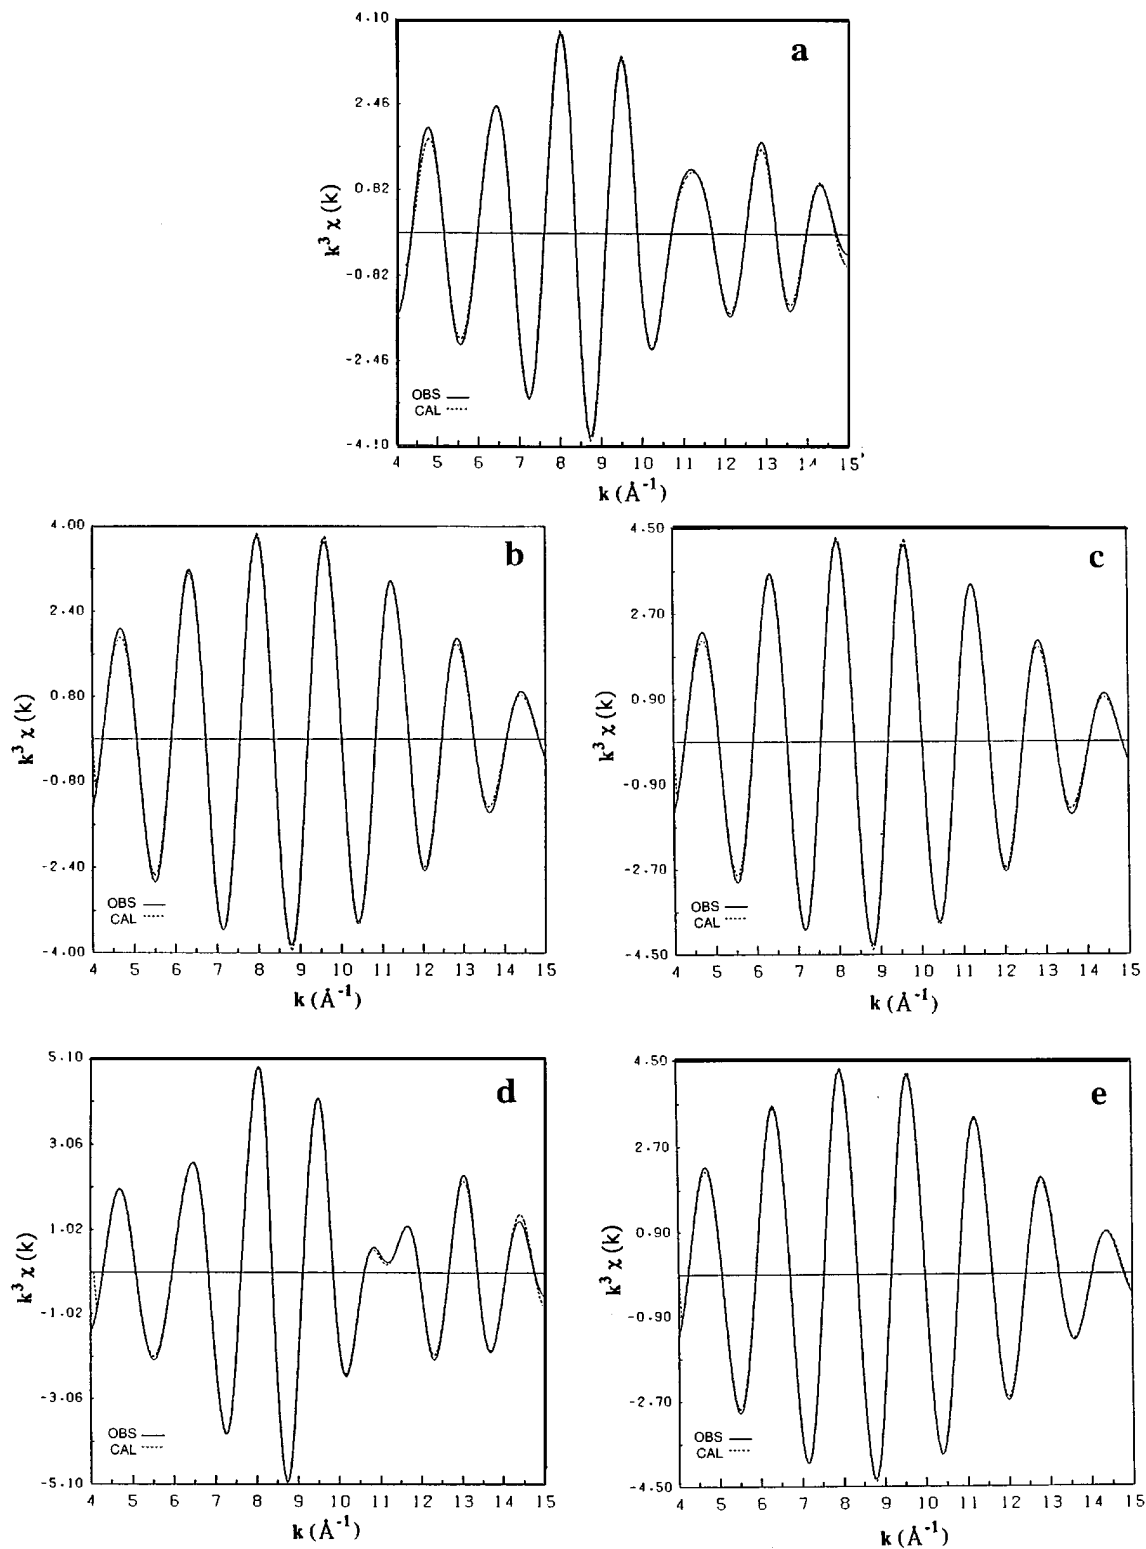 4.10
2.46
0.82
-0.82
-2.46
-4.10
k³ χ(k)
a
OBS
CAL
4 5 6 7 8 9 10 11 12 13 14 15
k (Å⁻¹)
4.00
2.40
0.80
-0.80
-2.40
-4.00
k³ χ(k)
b
OBS
CAL
4 5 6 7 8 9 10 11 12 13 14 15
k (Å⁻¹)
4.50
2.70
0.90
-0.90
-2.70
-4.50
k³ χ(k)
c
OBS
CAL
4 5 6 7 8 9 10 11 12 13 14 15
k (Å⁻¹)
5.10
3.06
1.02
-1.02
-3.06
-5.10
k³ χ(k)
d
OBS
CAL
4 5 6 7 8 9 10 11 12 13 14 15
k (Å⁻¹)
4.50
2.70
0.90
-0.90
-2.70
-4.50
k³ χ(k)
e
OBS
CAL
4 5 6 7 8 9 10 11 12 13 14 15
k (Å⁻¹)